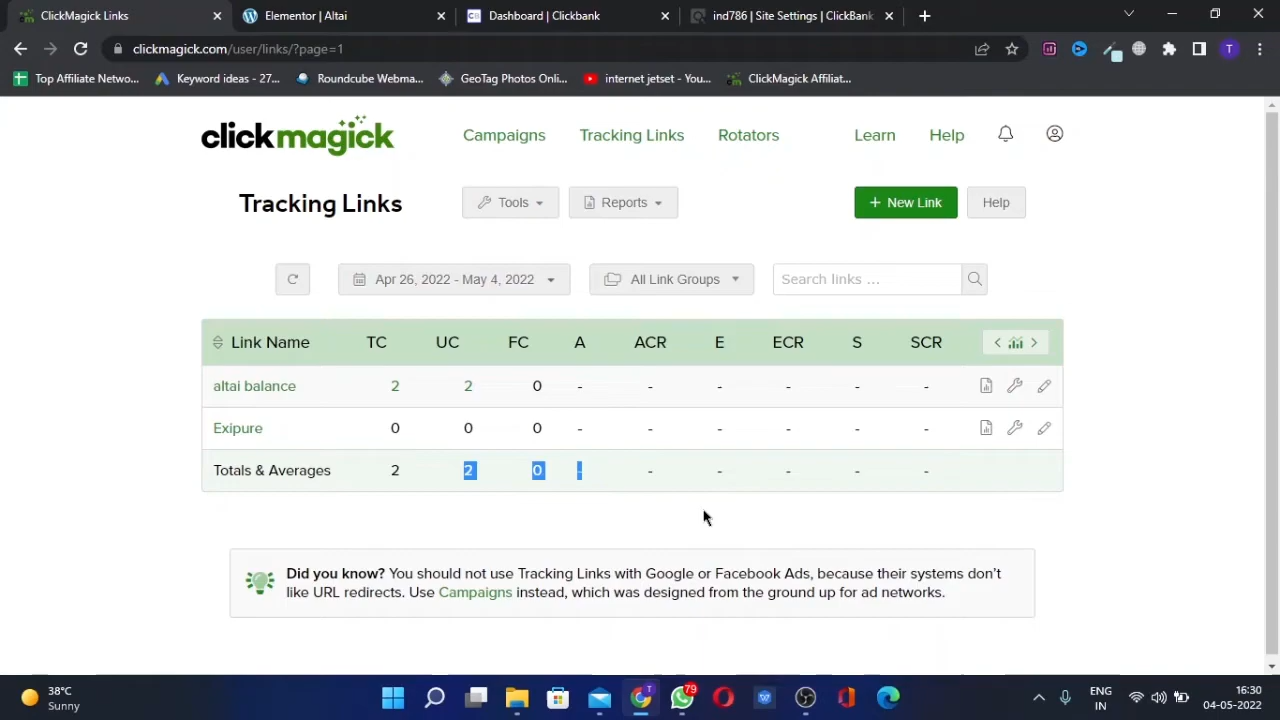 ClickMagick Links
Elementor | Altai
Dashboard | Clickbank
ind786 | Site Settings | ClickBank
clickmagick.com/user/links/?page=1
T
Top Affiliate Netwo...
Keyword ideas - 27...
Roundcube Webma...
GeoTag Photos Onli...
internet jetset - You...
ClickMagick Affiliat...
clickmagick
Campaigns
Tracking Links
Rotators
Learn
Help
Tracking Links
Tools
Reports
+ New Link
Help
Apr 26, 2022 - May 4, 2022
All Link Groups
Search links ...
Link Name TC UC FC A ACR E ECR S SCR
altai balance 2 2 0 - - - - - -
Exipure 0 0 0 - - - - - -
Totals & Averages 2 2 0 - - - - - -
Did you know? You should not use Tracking Links with Google or Facebook Ads, because their systems don't
like URL redirects. Use Campaigns instead, which was designed from the ground up for ad networks.
38°C
Sunny
T
79
ENG
IN
16:30
04-05-2022